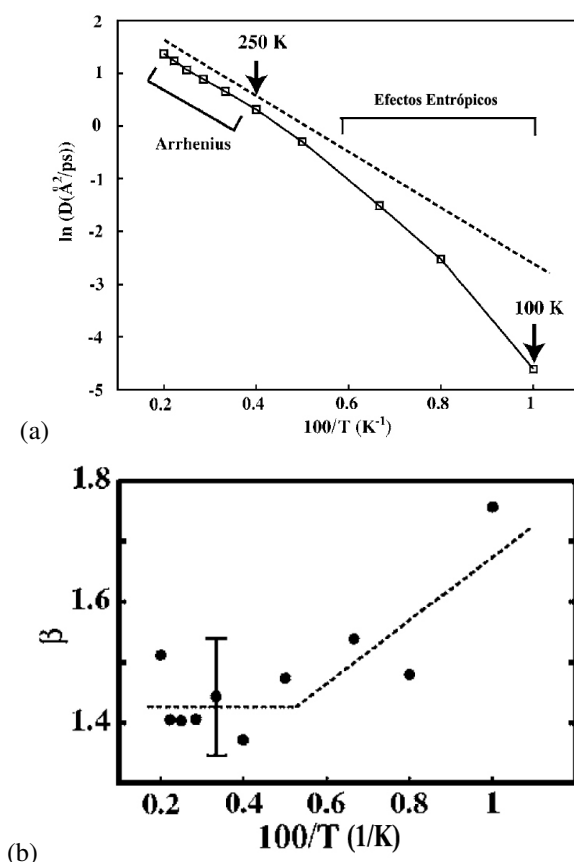 2
1
0
-1
-2
-3
-4
-5
ln (D(Å²/ps))
250 K
Efectos Entrópicos
Arrhenius
100 K
0.2 0.4 0.6 0.8 1
100/T (K⁻¹)
(a)
1.8
1.6
1.4
β
0.2 0.4 0.6 0.8 1
100/T (1/K)
(b)